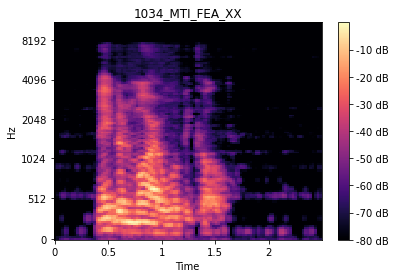 1034_MTI_FEA_XX
8192
4096
2048
1024
512
0
Hz
0 0.5 1 1.5 2
Time
-10 dB
-20 dB
-30 dB
-40 dB
-50 dB
-60 dB
-70 dB
-80 dB